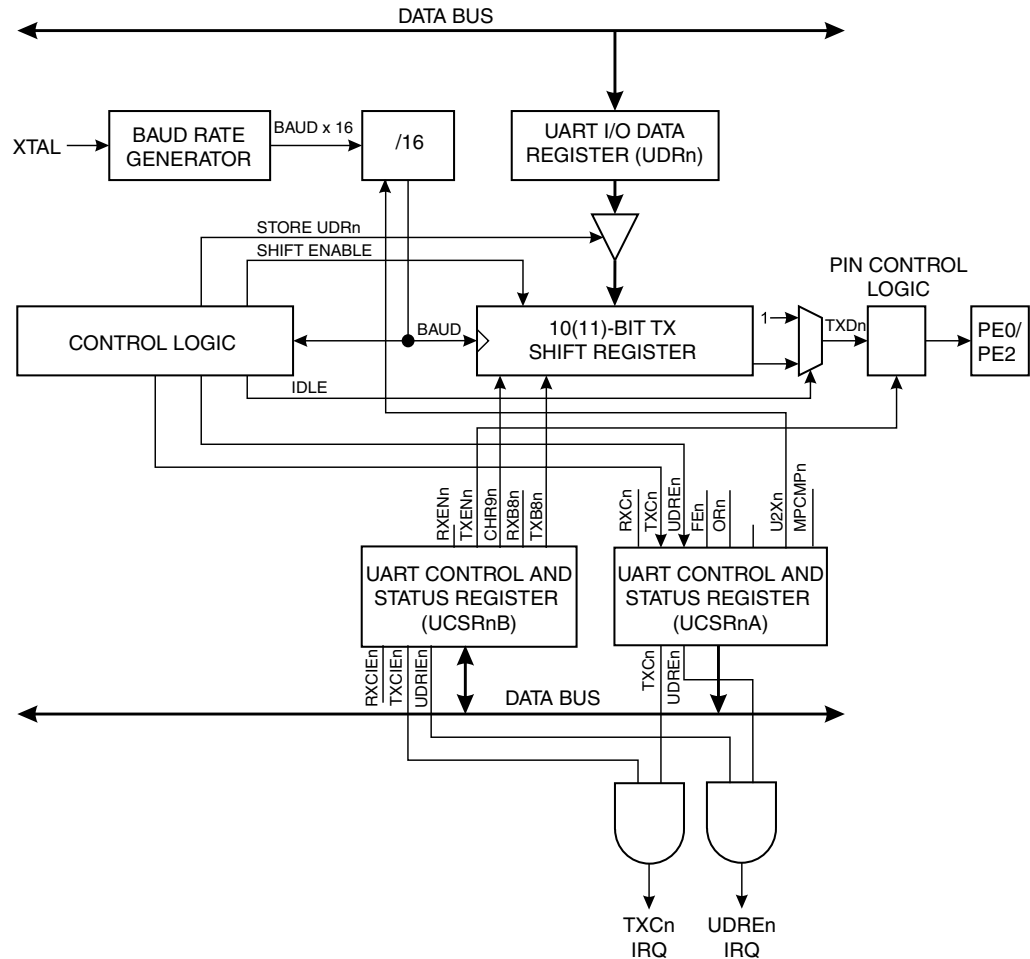 DATA BUS
XTAL
BAUD RATE
GENERATOR
BAUD x 16
/16
UART I/O DATA
REGISTER (UDRn)
STORE UDRn
SHIFT ENABLE
PIN CONTROL
LOGIC
CONTROL LOGIC
BAUD
10(11)-BIT TX
SHIFT REGISTER
1
TXDn
PE0/
PE2
IDLE
RXENn
TXENn
CHR9n
RXB8n
TXB8n
RXCn
TXCn
UDREn
FEn
ORn
U2Xn
MPCMPn
UART CONTROL AND
STATUS REGISTER
(UCSRnB)
UART CONTROL AND
STATUS REGISTER
(UCSRnA)
RXCIEn
TXCIEn
UDRIEn
TXCn
UDREn
DATA BUS
TXCn
IRQ
UDREn
IRQ